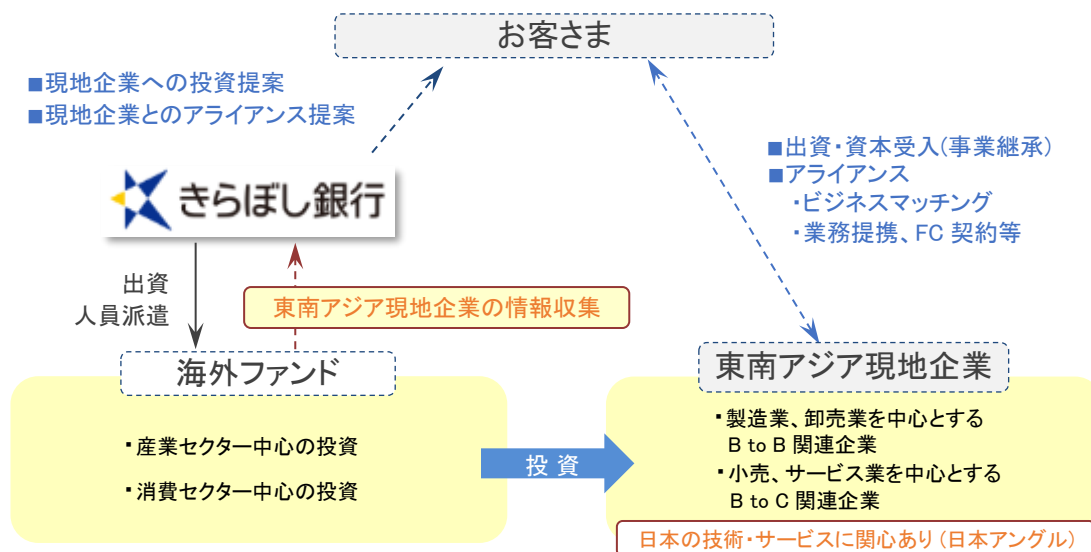 お客さま
■現地企業への投資提案
■現地企業とのアライアンス提案
きらぼし銀行
■出資・資本受入(事業継承)
■アライアンス
・ビジネスマッチング
・業務提携、FC 契約等
出資
人員派遣
東南アジア現地企業の情報収集
海外ファンド
・産業セクター中心の投資
・消費セクター中心の投資
投 資
東南アジア現地企業
・製造業、卸売業を中心とする
B to B 関連企業
・小売、サービス業を中心とする
B to C 関連企業
日本の技術・サービスに関心あり (日本アングル)